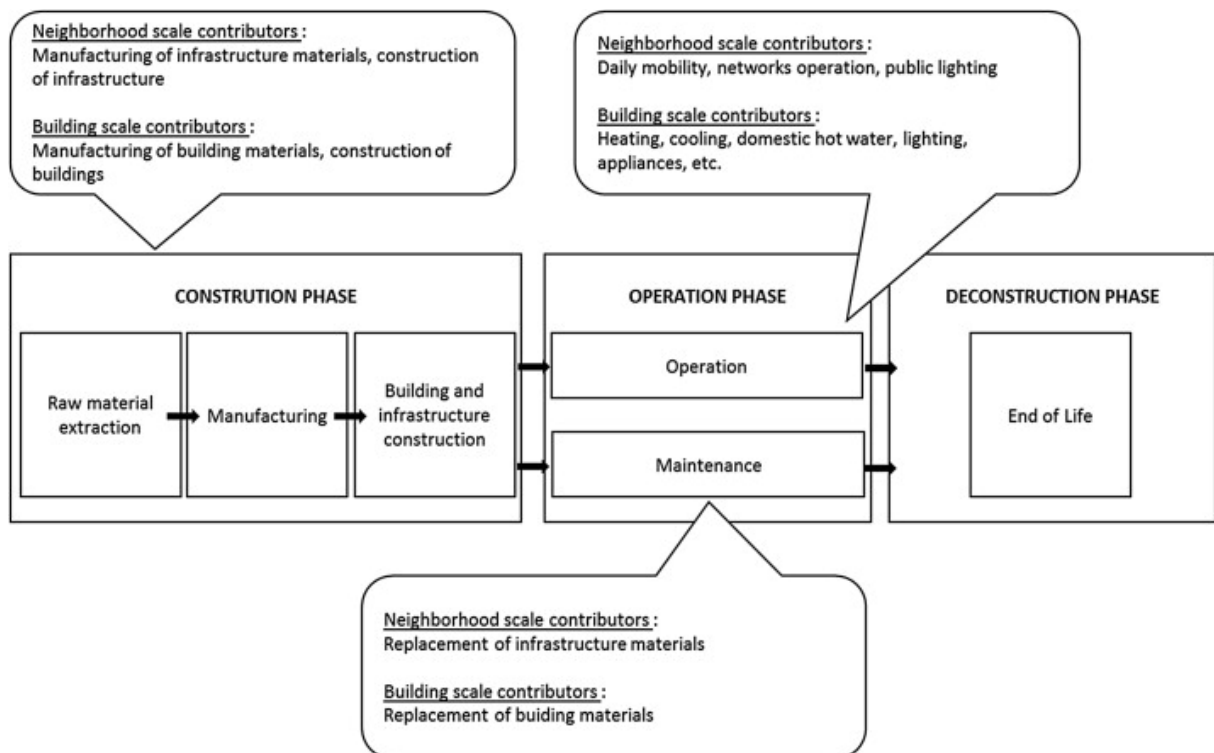 Neighborhood scale contributors :
Manufacturing of infrastructure materials, construction
of infrastructure
Building scale contributors :
Manufacturing of building materials, construction of
buildings
Neighborhood scale contributors :
Daily mobility, networks operation, public lighting
Building scale contributors :
Heating, cooling, domestic hot water, lighting,
appliances, etc.
CONSTRUTION PHASE
Raw material
extraction
Manufacturing
Building and
infrastructure
construction
OPERATION PHASE
Operation
Maintenance
DECONSTRUCTION PHASE
End of Life
Neighborhood scale contributors :
Replacement of infrastructure materials
Building scale contributors :
Replacement of buiding materials